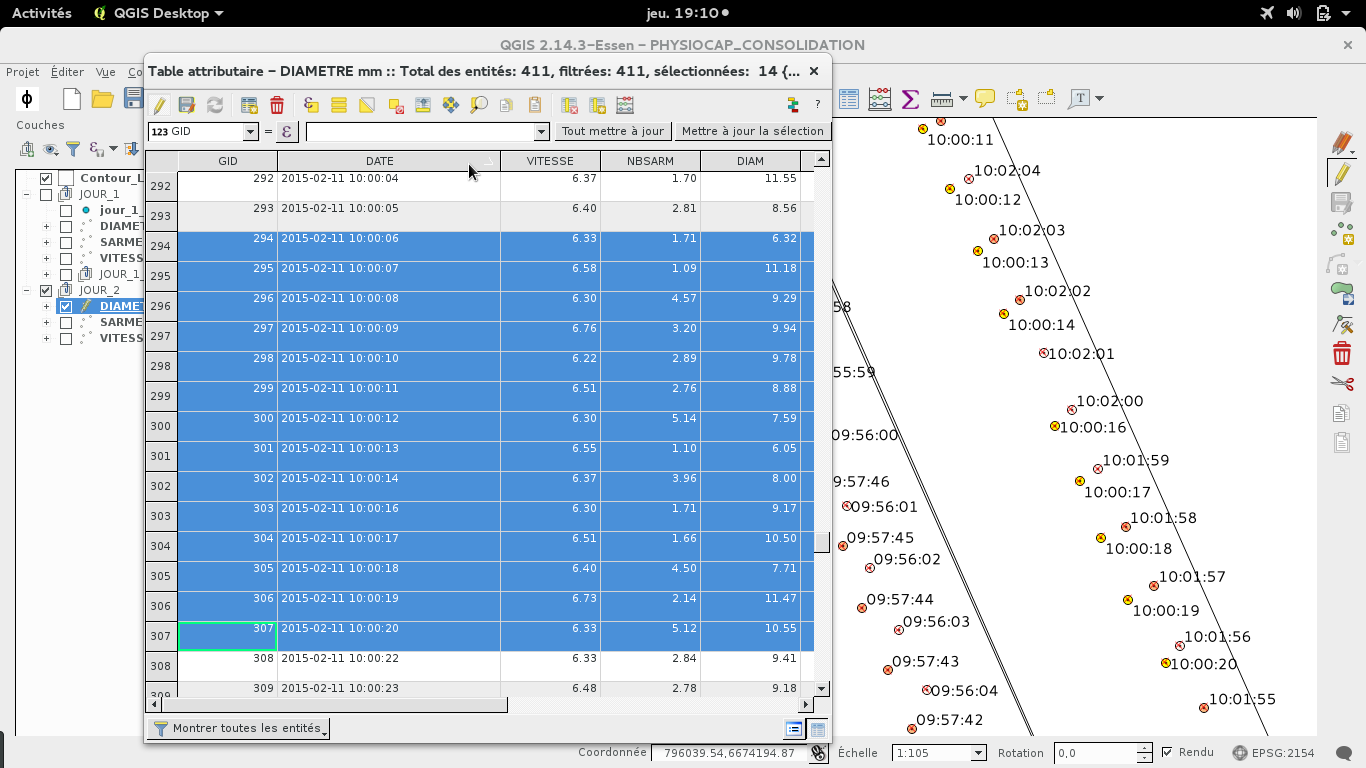 Activités QGIS Desktop jeu. 19:10
QGIS 2.14.3-Essen – PHYSIOCAP_CONSOLIDATION
Projet Éditer Vue Co
Table attributaire – DIAMETRE mm :: Total des entités: 411, filtrées: 411, sélectionnées: 14 {...
?
123 GID = ε Tout mettre à jour Mettre à jour la sélection
Couches
Contour_L
JOUR_1
jour_1_
DIAMET
SARME
VITESS
JOUR_1_
JOUR_2
DIAMET
SARME
VITESS
GID DATE VITESSE NBSARM DIAM
292 292 2015-02-11 10:00:04 6.37 1.70 11.55
293 293 2015-02-11 10:00:05 6.40 2.81 8.56
294 294 2015-02-11 10:00:06 6.33 1.71 6.32
295 295 2015-02-11 10:00:07 6.58 1.09 11.18
296 296 2015-02-11 10:00:08 6.30 4.57 9.29
297 297 2015-02-11 10:00:09 6.76 3.20 9.94
298 298 2015-02-11 10:00:10 6.22 2.89 9.78
299 299 2015-02-11 10:00:11 6.51 2.76 8.88
300 300 2015-02-11 10:00:12 6.30 5.14 7.59
301 301 2015-02-11 10:00:13 6.55 1.10 6.05
302 302 2015-02-11 10:00:14 6.37 3.96 8.00
303 303 2015-02-11 10:00:16 6.30 1.71 9.17
304 304 2015-02-11 10:00:17 6.51 1.66 10.50
305 305 2015-02-11 10:00:18 6.40 4.50 7.71
306 306 2015-02-11 10:00:19 6.73 2.14 11.47
307 307 2015-02-11 10:00:20 6.33 5.12 10.55
308 308 2015-02-11 10:00:22 6.33 2.84 9.41
309 309 2015-02-11 10:00:23 6.48 2.78 9.18
Montrer toutes les entités
10:00:11
10:02:04
10:00:12
10:02:03
10:00:13
10:02:02
58
10:00:14
10:02:01
55:59
10:02:00
10:00:16
09:56:00
10:01:59
9:57:46
10:00:17
09:56:01
10:01:58
09:57:45
10:00:18
09:56:02
10:01:57
09:57:44
10:00:19
09:56:03
10:01:56
09:57:43
10:00:20
09:56:04
10:01:55
09:57:42
Coordonnée 796039.54,6674194.87 Échelle 1:105 Rotation 0,0 Rendu EPSG:2154